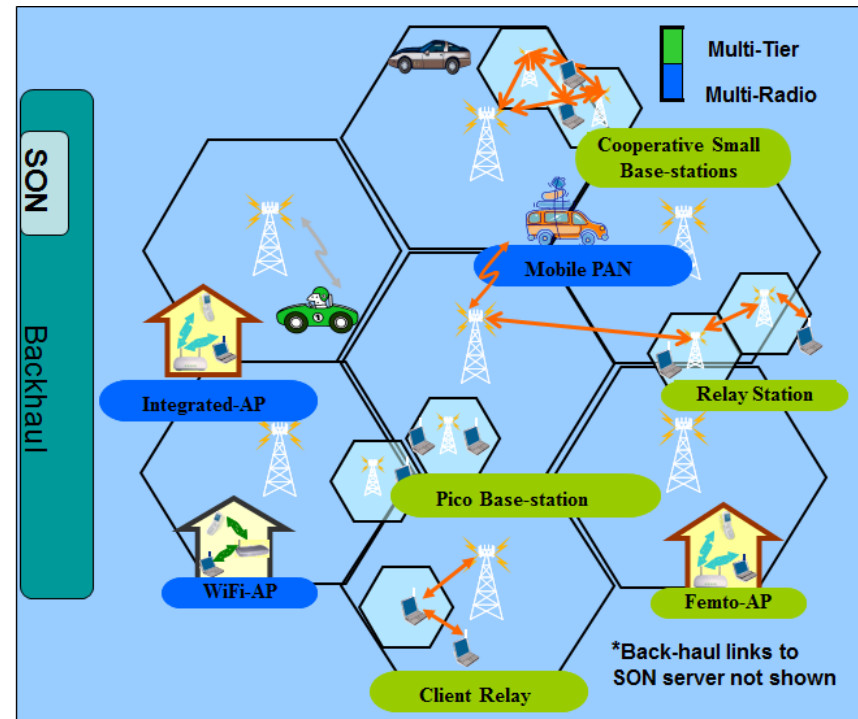 Multi-Tier
Multi-Radio
SON
Backhaul
Cooperative Small
Base-stations
Mobile PAN
Integrated-AP
Relay Station
Pico Base-station
WiFi-AP
Femto-AP
Client Relay
*Back-haul links to
SON server not shown